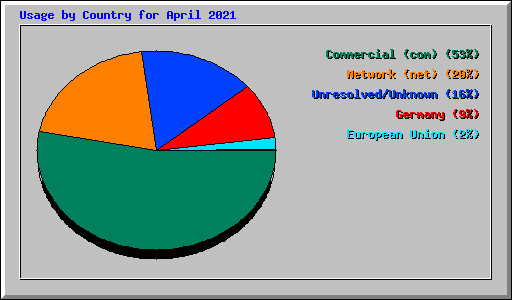 Usage by Country for April 2021
Commercial (com) (53%)
Network (net) (20%)
Unresolved/Unknown (16%)
Germany (9%)
European Union (2%)